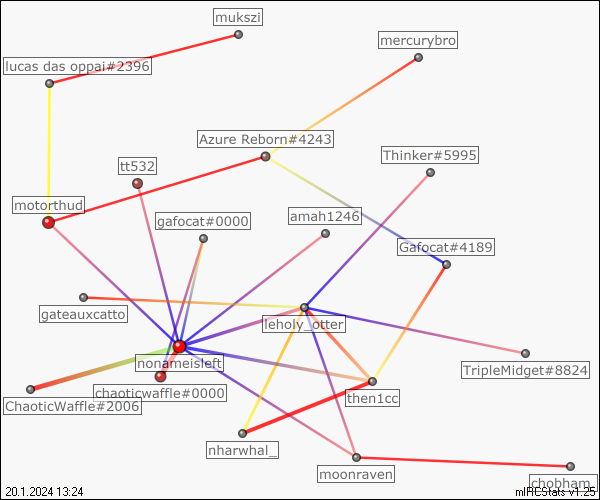 mukszi
mercurybro
lucas das oppai#2396
Azure Reborn#4243
Thinker#5995
tt532
motorthud
gafocat#0000
amah1246
Gafocat#4189
gateauxcatto
leholy_otter
nonameisleft
TripleMidget#8824
chaoticwaffle#0000
then1cc
ChaoticWaffle#2006
nharwhal_
moonraven
chobham_
20.1.2024 13:24
mIRCStats v1.25